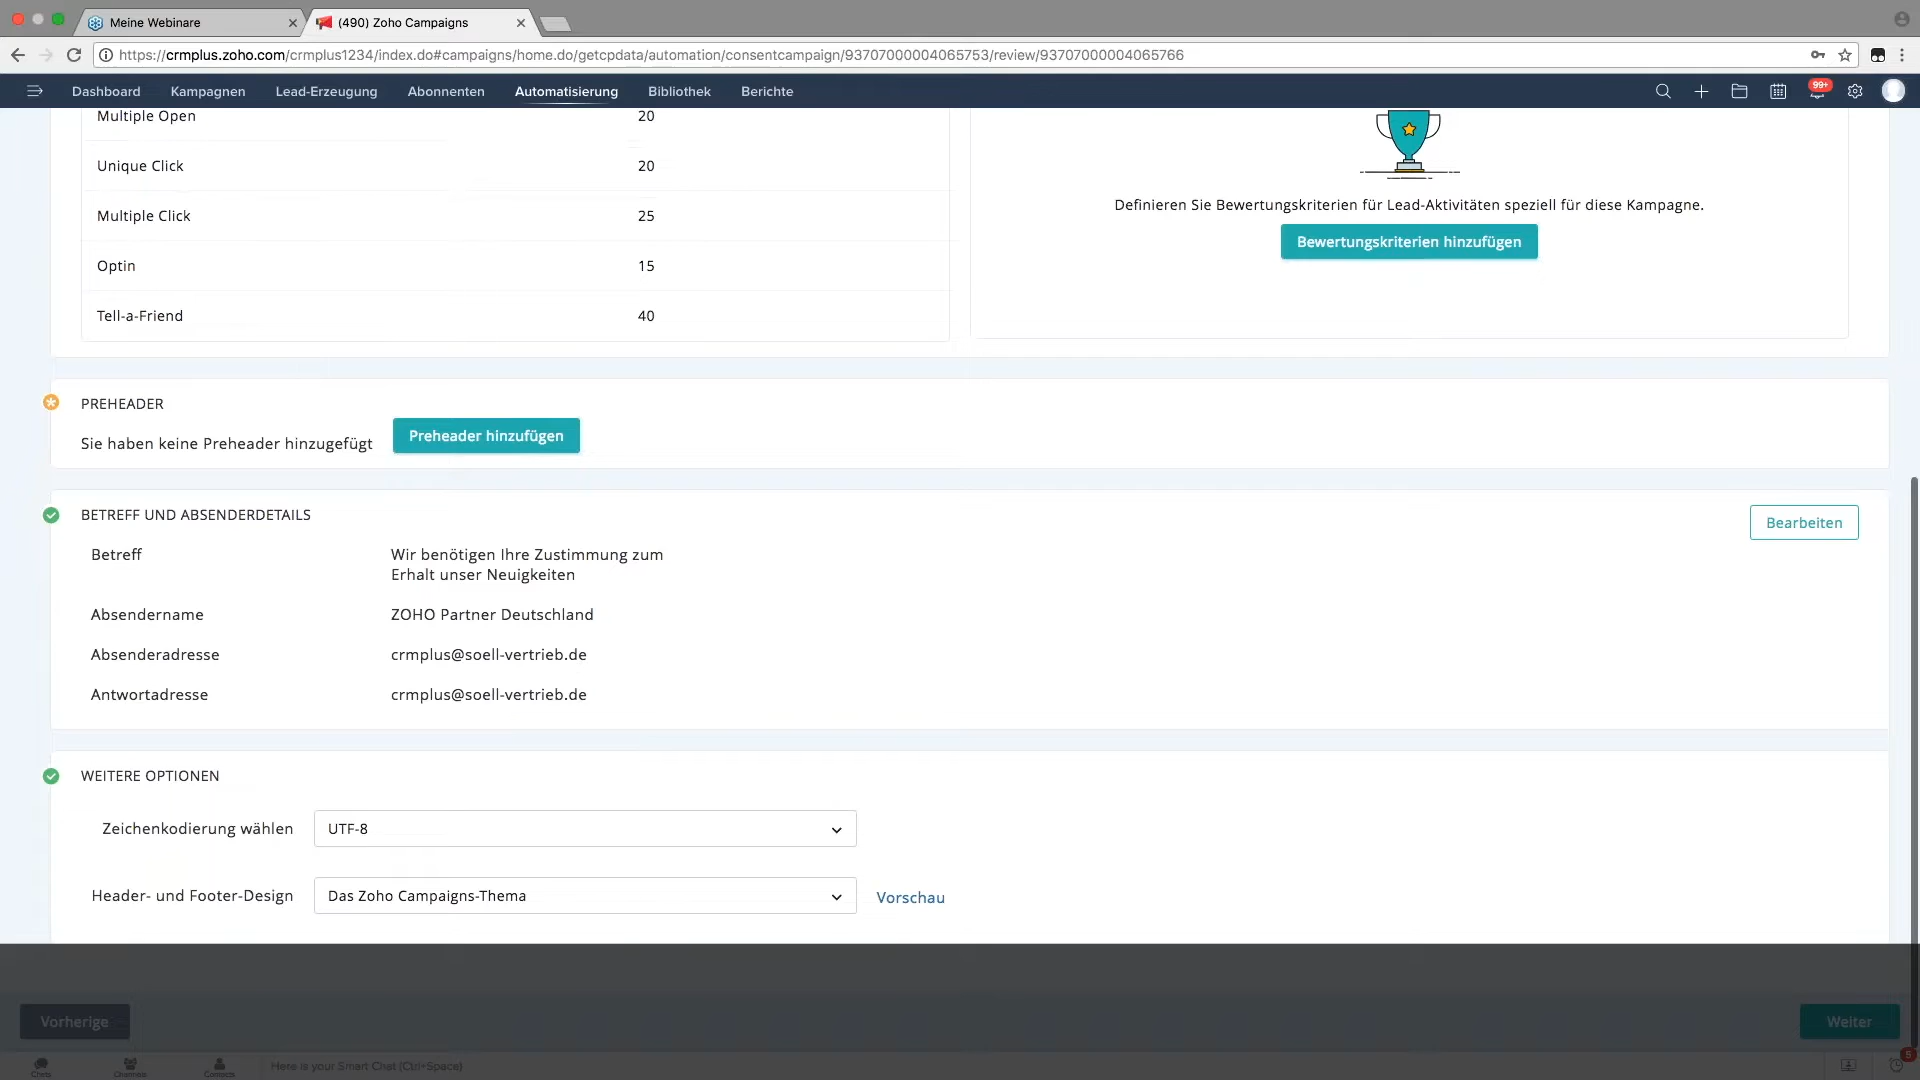 Meine Webinare
(490) Zoho Campaigns
https://crmplus.zoho.com/crmplus1234/index.do#campaigns/home.do/getcpdata/automation/consentcampaign/93707000004065753/review/93707000004065766
Dashboard
Kampagnen
Lead-Erzeugung
Abonnenten
Automatisierung
Bibliothek
Berichte
99+
Multiple Open 20
Unique Click 20
Multiple Click 25
Optin 15
Tell-a-Friend 40
Definieren Sie Bewertungskriterien für Lead-Aktivitäten speziell für diese Kampagne.
Bewertungskriterien hinzufügen
PREHEADER
Sie haben keine Preheader hinzugefügt
Preheader hinzufügen
BETREFF UND ABSENDERDETAILS
Bearbeiten
Betreff Wir benötigen Ihre Zustimmung zum
Erhalt unser Neuigkeiten
Absendername ZOHO Partner Deutschland
Absenderadresse crmplus@soell-vertrieb.de
Antwortadresse crmplus@soell-vertrieb.de
WEITERE OPTIONEN
Zeichenkodierung wählen UTF-8
Header- und Footer-Design Das Zoho Campaigns-Thema Vorschau
Vorherige
Weiter
Chats
Channels
Contacts
Here is your Smart Chat (Ctrl+Space)
5